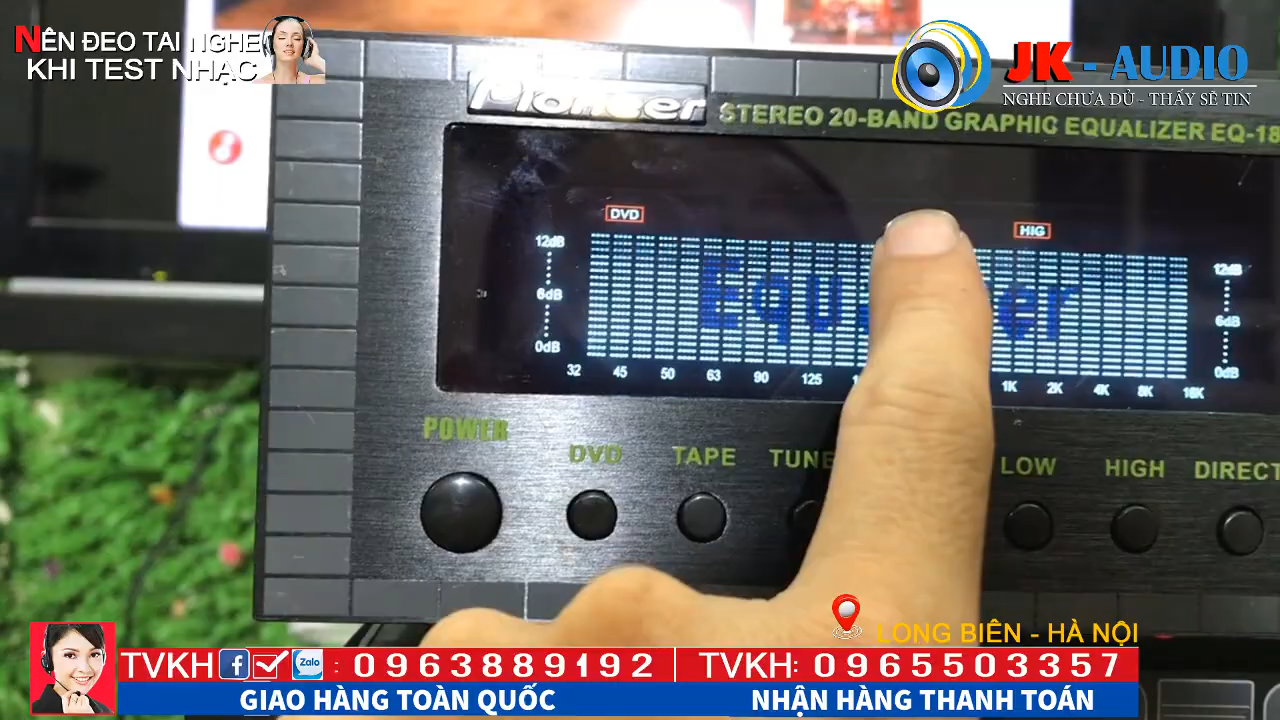 NÊN ĐEO TAI NGHE
KHI TEST NHẠC
JK - AUDIO
NGHE CHƯA ĐỦ - THẤY SẼ TIN
Pioneer
STEREO 20-BAND GRAPHIC EQUALIZER EQ-18
DVD
HIG
12dB
6dB
0dB
12dB
6dB
0dB
32 45 50 63 90 125 1K 2K 4K 8K 16K
POWER
DVD TAPE TUNE LOW HIGH DIRECT
LONG BIÊN - HÀ NỘI
TVKH Zalo : 0963889192 TVKH: 0965503357
GIAO HÀNG TOÀN QUỐC NHẬN HÀNG THANH TOÁN